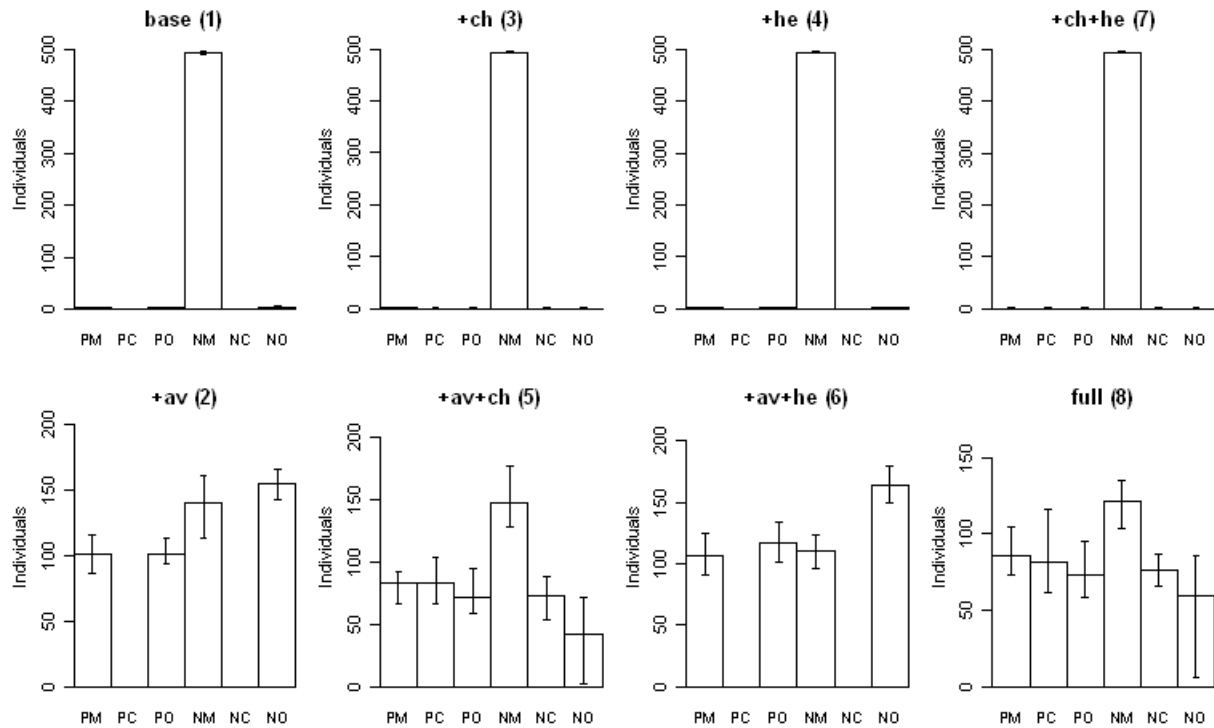 base (1) +ch (3) +he (4) +ch+he (7)
500 500 500 500
400 400 400 400
300 300 300 300
200 200 200 200
100 100 100 100
0 0 0 0
Individuals Individuals Individuals Individuals
PM PC PO NM NC NO PM PC PO NM NC NO PM PC PO NM NC NO PM PC PO NM NC NO
+av (2) +av+ch (5) +av+he (6) full (8)
200 200 200
150 150 150 150
100 100 100 100
50 50 50 50
0 0 0 0
Individuals Individuals Individuals Individuals
PM PC PO NM NC NO PM PC PO NM NC NO PM PC PO NM NC NO PM PC PO NM NC NO